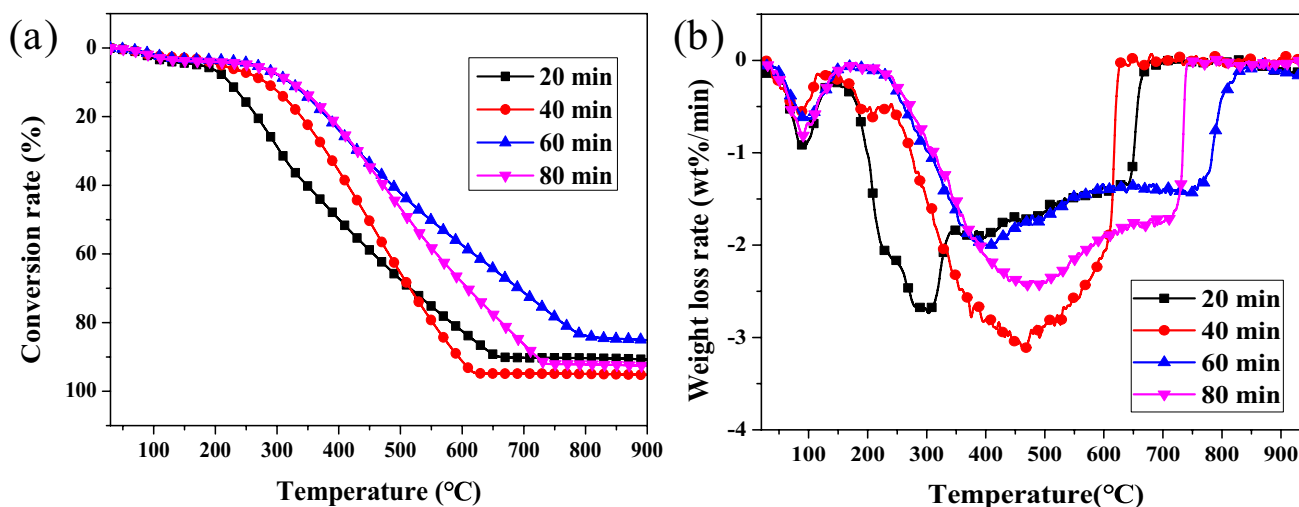 (a)
0
20
40
60
80
100
Conversion rate (%)
20 min
40 min
60 min
80 min
100 200 300 400 500 600 700 800 900
Temperature (°C)
(b)
0
-1
-2
-3
-4
Weight loss rate (wt%/min)
20 min
40 min
60 min
80 min
100 200 300 400 500 600 700 800 900
Temperature(°C)